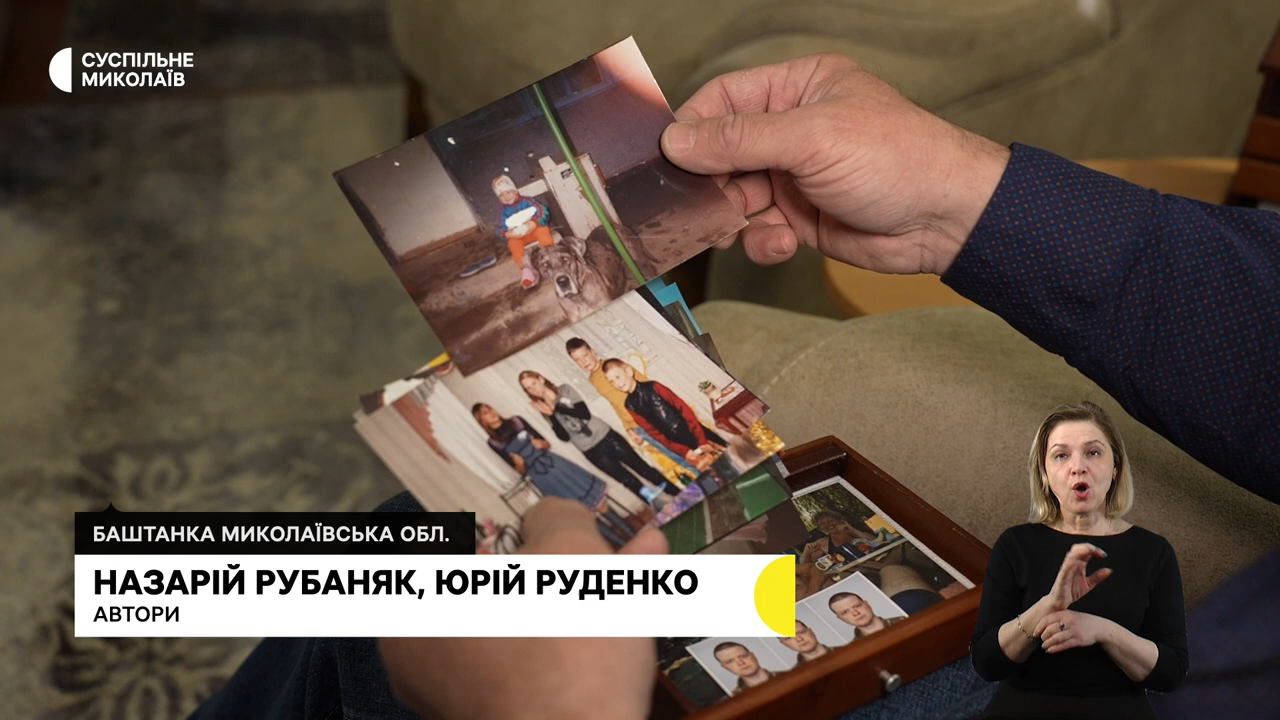 СУСПІЛЬНЕ
МИКОЛАЇВ
БАШТАНКА МИКОЛАЇВСЬКА ОБЛ.
НАЗАРІЙ РУБАНЯК, ЮРІЙ РУДЕНКО
АВТОРИ